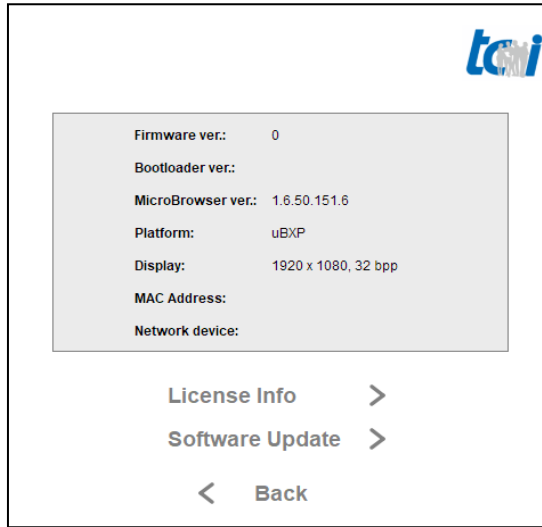 tci
Firmware ver.: 0
Bootloader ver.:
MicroBrowser ver.: 1.6.50.151.6
Platform: uBXP
Display: 1920 x 1080, 32 bpp
MAC Address:
Network device:
License Info >
Software Update >
< Back